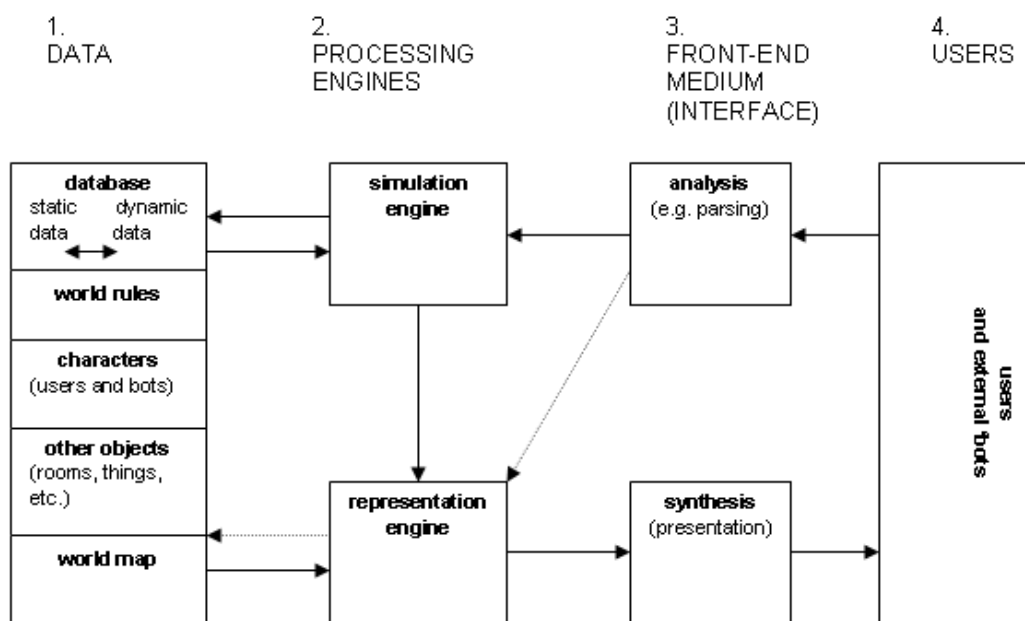 1.
DATA
2.
PROCESSING
ENGINES
3.
FRONT-END
MEDIUM
(INTERFACE)
4.
USERS
database
static dynamic
data data
world rules
characters
(users and bots)
other objects
(rooms, things,
etc.)
world map
simulation
engine
representation
engine
analysis
(e.g. parsing)
synthesis
(presentation)
users
and external 'bots